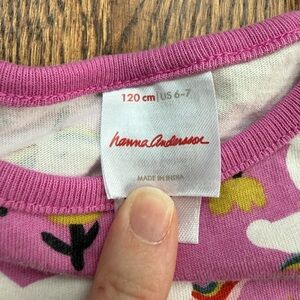 120 cm | US 6-7
hanna andersson
MADE IN INDIA